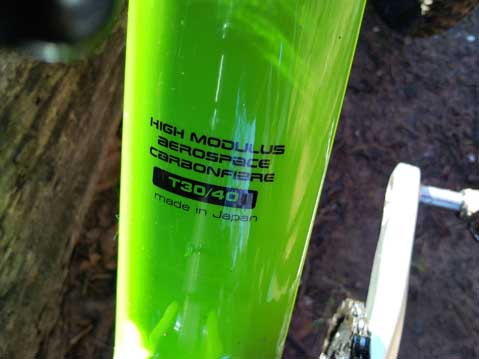 HIGH MODULUS
AEROSPACE
CARBONFIBRE
T30/40
made in Japan